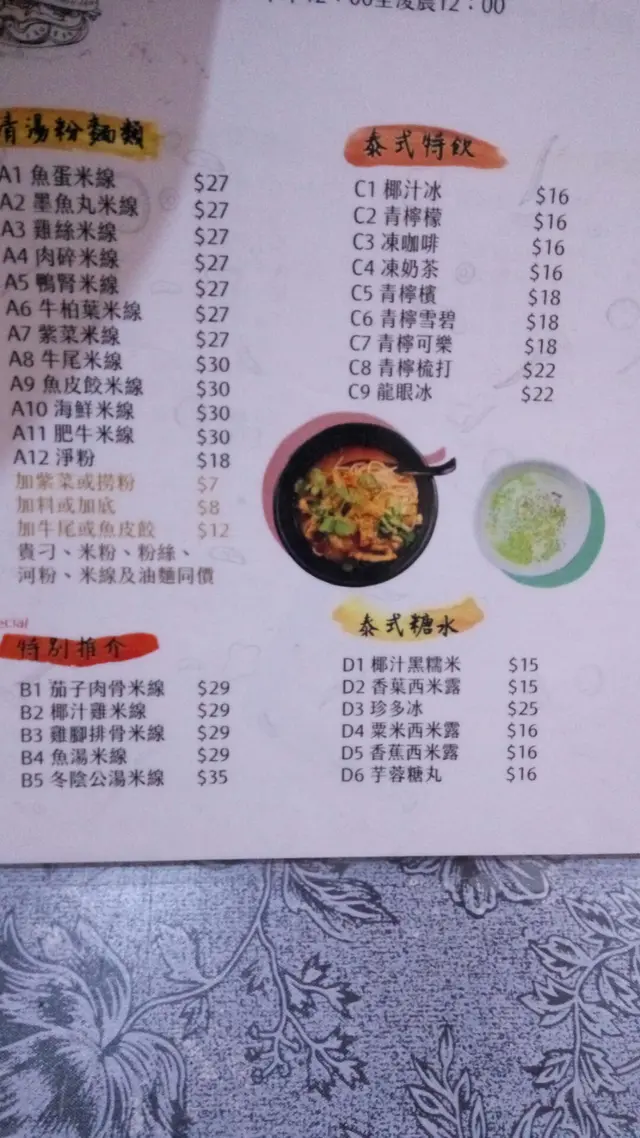 凌晨12：00
清湯粉麵類
A1 魚蛋米線 $27
A2 墨魚丸米線 $27
A3 雞絲米線 $27
A4 肉碎米線 $27
A5 鴨腎米線 $27
A6 牛柏葉米線 $27
A7 紫菜米線 $27
A8 牛尾米線 $30
A9 魚皮餃米線 $30
A10 海鮮米線 $30
A11 肥牛米線 $30
A12 淨粉 $18
加紫菜或撈粉 $7
加料或加底 $8
加牛尾或魚皮餃 $12
貴刁、米粉、粉絲、
河粉、米線及油麵同價
特別推介
B1 茄子肉骨米線 $29
B2 椰汁雞米線 $29
B3 雞腳排骨米線 $29
B4 魚湯米線 $29
B5 冬陰公湯米線 $35
泰式特飲
C1 椰汁冰 $16
C2 青檸檬 $16
C3 凍咖啡 $16
C4 凍奶茶 $16
C5 青檸檳 $18
C6 青檸雪碧 $18
C7 青檸可樂 $18
C8 青檸梳打 $22
C9 龍眼冰 $22
泰式糖水
D1 椰汁黑糯米 $15
D2 香葉西米露 $15
D3 珍多冰 $25
D4 粟米西米露 $16
D5 香蕉西米露 $16
D6 芋蓉糖丸 $16